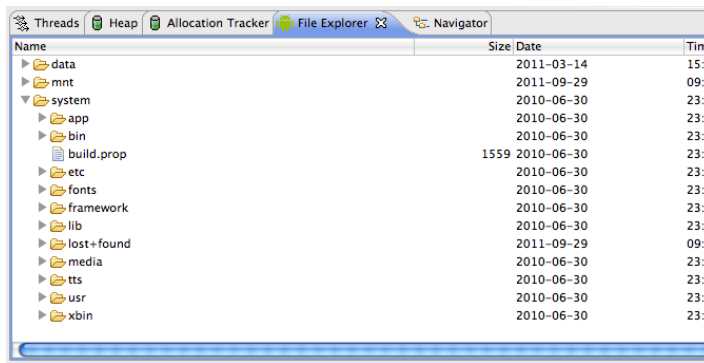 Threads Heap Allocation Tracker File Explorer Navigator
Name Size Date Tim
data 2011-03-14 15:
mnt 2011-09-29 09:
system 2010-06-30 23:
app 2010-06-30 23:
bin 2010-06-30 23:
build.prop 1559 2010-06-30 23:
etc 2010-06-30 23:
fonts 2010-06-30 23:
framework 2010-06-30 23:
lib 2010-06-30 23:
lost+found 2011-09-29 09:
media 2010-06-30 23:
tts 2010-06-30 23:
usr 2010-06-30 23:
xbin 2010-06-30 23: